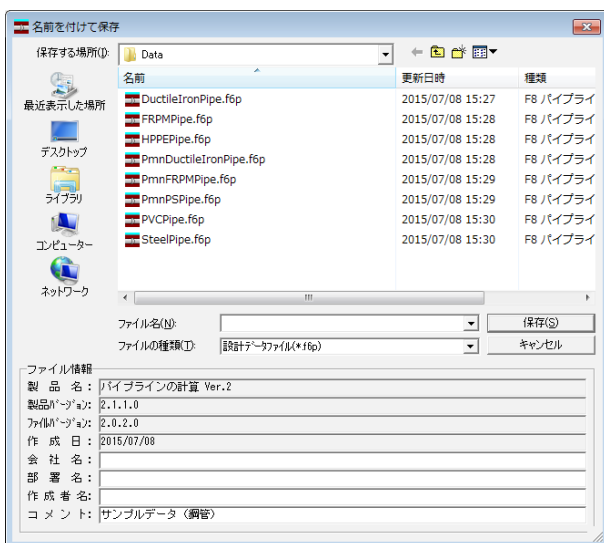 名前を付けて保存
保存する場所(I): Data
名前 更新日時 種類
DuctileIronPipe.f6p 2015/07/08 15:27 F8 パイプライ
FRPMPipe.f6p 2015/07/08 15:28 F8 パイプライ
HPPEPipe.f6p 2015/07/08 15:28 F8 パイプライ
PmnDuctileIronPipe.f6p 2015/07/08 15:28 F8 パイプライ
PmnFRPMPipe.f6p 2015/07/08 15:29 F8 パイプライ
PmnPSPipe.f6p 2015/07/08 15:29 F8 パイプライ
PVCPipe.f6p 2015/07/08 15:30 F8 パイプライ
SteelPipe.f6p 2015/07/08 15:30 F8 パイプライ
最近表示した場所
デスクトップ
ライブラリ
コンピューター
ネットワーク
ファイル名(N): 保存(S)
ファイルの種類(T): 設計データファイル(*.f6p) キャンセル
ファイル情報
製 品 名: パイプラインの計算 Ver.2
製品バージョン: 2.1.1.0
ファイルバージョン: 2.0.2.0
作 成 日: 2015/07/08
会 社 名:
部 署 名:
作 成 者 名:
コ メ ン ト: サンプルデータ (鋼管)